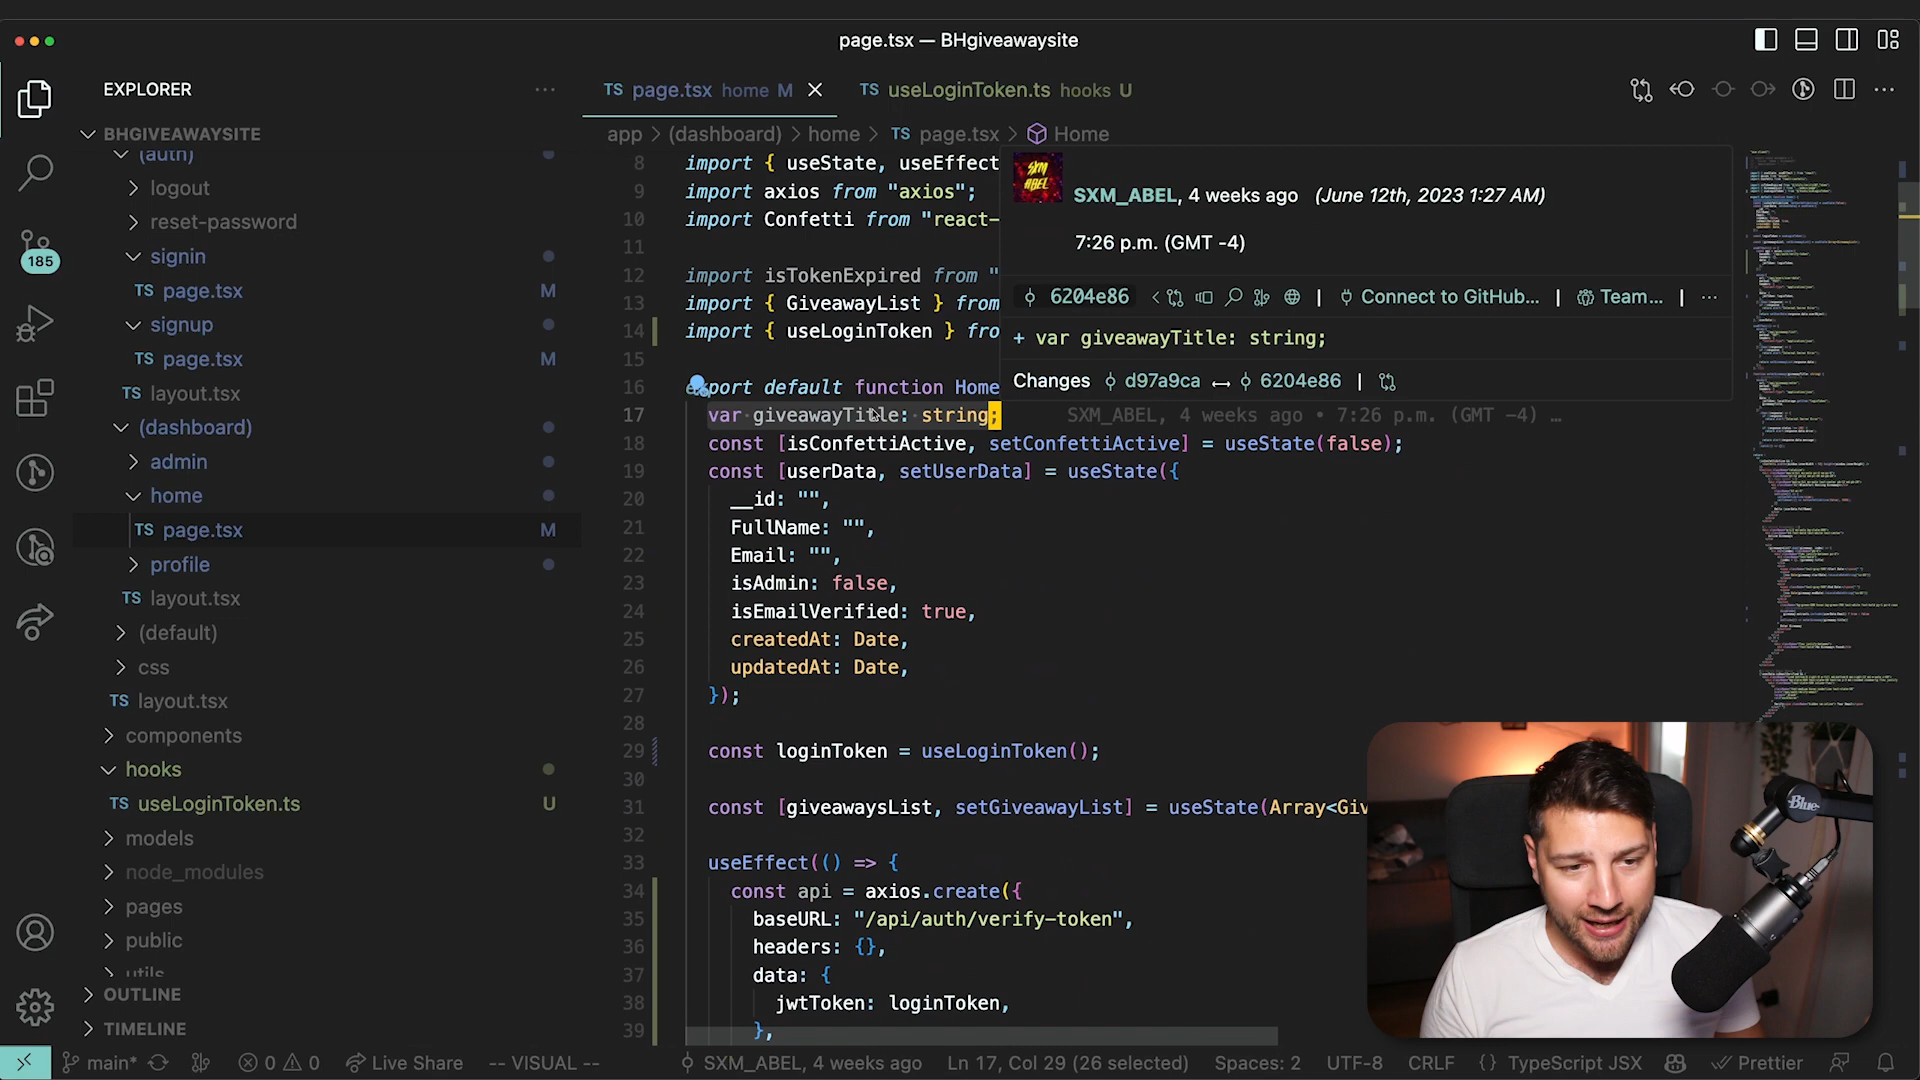 page.tsx — BHgiveawaysite
EXPLORER
BHGIVEAWAYSITE
(auth)
logout
reset-password
signin
TS page.tsx M
signup
TS page.tsx M
TS layout.tsx
(dashboard)
admin
home
TS page.tsx M
profile
TS layout.tsx
(default)
css
TS layout.tsx
components
hooks
TS useLoginToken.ts U
models
node_modules
pages
public
utils
OUTLINE
TIMELINE
185
TS page.tsx home M
TS useLoginToken.ts hooks U
app > (dashboard) > home > TS page.tsx > Home
8 import { useState, useEffect
9 import axios from "axios";
10 import Confetti from "react-
11
12 import isTokenExpired from "
13 import { GiveawayList } from
14 import { useLoginToken } fro
15
16 export default function Home
17 var giveawayTitle: string; SXM_ABEL, 4 weeks ago • 7:26 p.m. (GMT -4) …
18 const [isConfettiActive, setConfettiActive] = useState(false);
19 const [userData, setUserData] = useState({
20 __id: "",
21 FullName: "",
22 Email: "",
23 isAdmin: false,
24 isEmailVerified: true,
25 createdAt: Date,
26 updatedAt: Date,
27 });
28
29 const loginToken = useLoginToken();
30
31 const [giveawaysList, setGiveawayList] = useState(Array<Giv
32
33 useEffect(() => {
34 const api = axios.create({
35 baseURL: "/api/auth/verify-token",
36 headers: {},
37 data: {
38 jwtToken: loginToken,
39 },
SXM ABEL
SXM_ABEL, 4 weeks ago (June 12th, 2023 1:27 AM)
7:26 p.m. (GMT -4)
6204e86 | Connect to GitHub... | Team... | ...
+ var giveawayTitle: string;
Changes d97a9ca ↔ 6204e86 |
Blue
main* 0 0 Live Share -- VISUAL -- SXM_ABEL, 4 weeks ago Ln 17, Col 29 (26 selected) Spaces: 2 UTF-8 CRLF {} TypeScript JSX Prettier